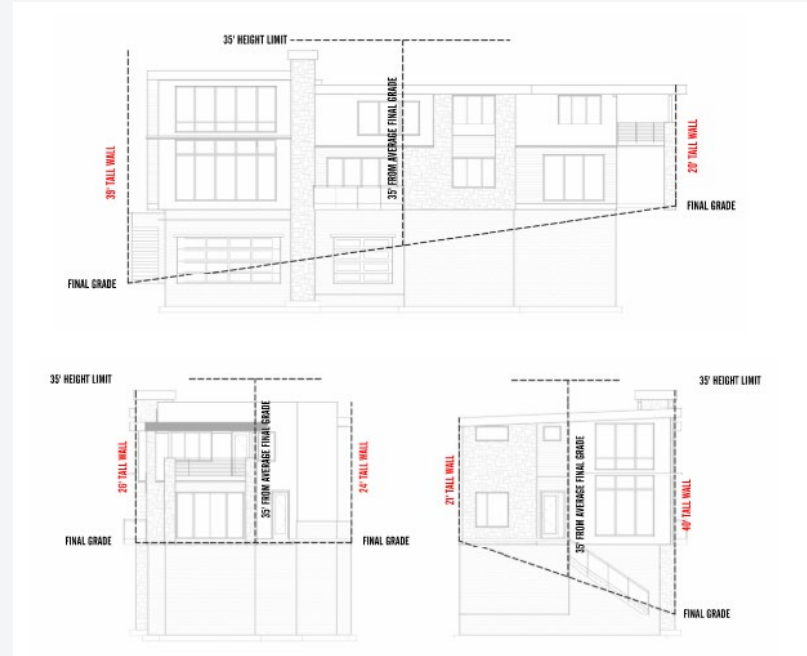 35' HEIGHT LIMIT
39' TALL WALL
35' FROM AVERAGE FINAL GRADE
20' TALL WALL
FINAL GRADE
FINAL GRADE
35' HEIGHT LIMIT
26' TALL WALL
35' FROM AVERAGE FINAL GRADE
24' TALL WALL
FINAL GRADE
FINAL GRADE
35' HEIGHT LIMIT
21' TALL WALL
35' FROM AVERAGE FINAL GRADE
40' TALL WALL
FINAL GRADE